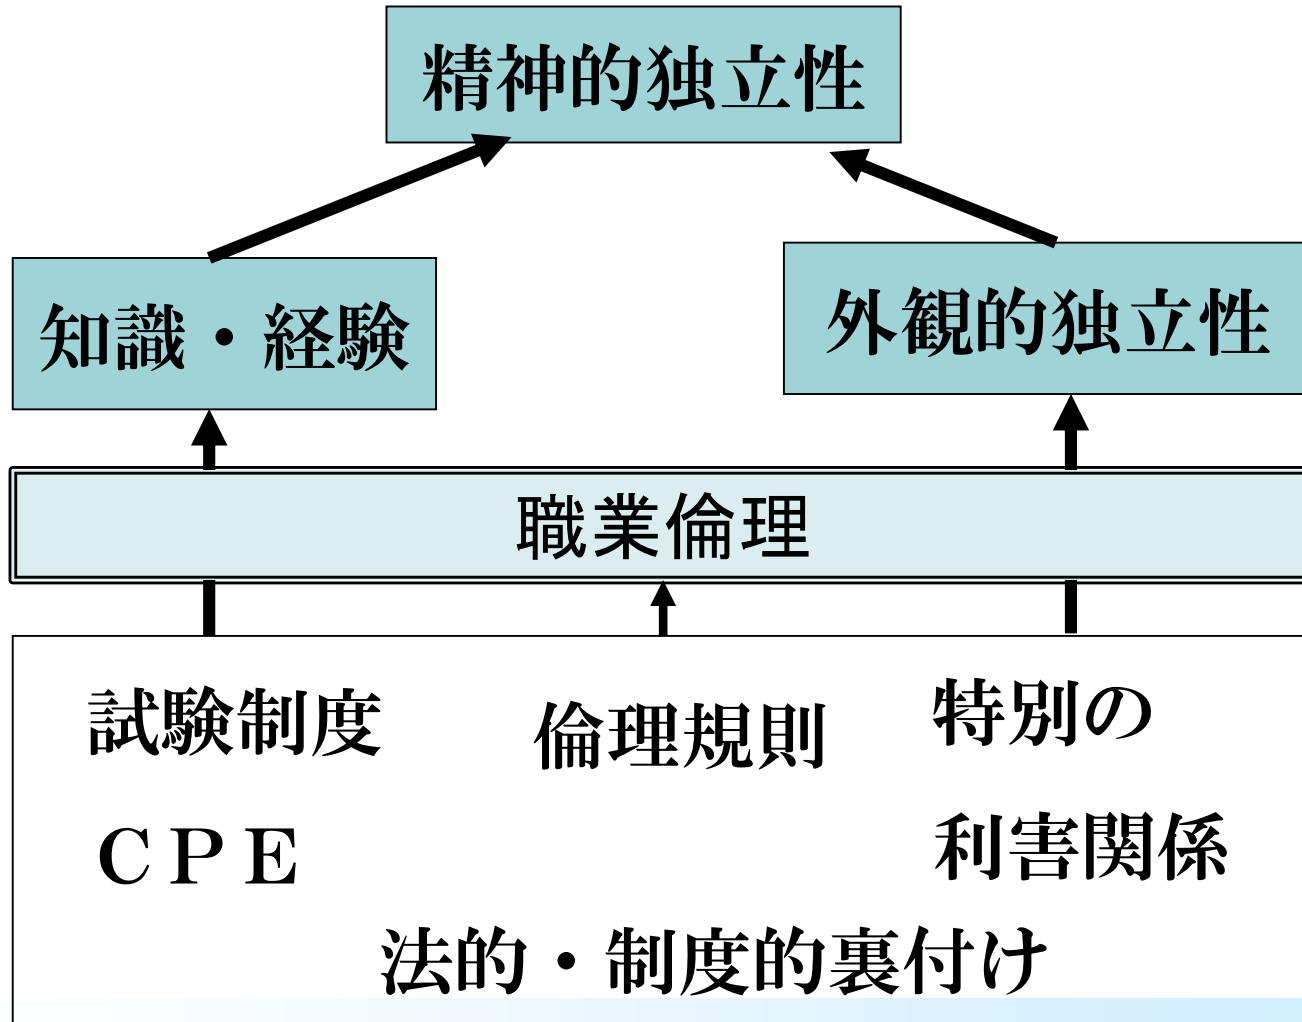 精神的独立性
知識・経験
外観的独立性
職業倫理
試験制度
倫理規則
特別の
ＣＰＥ
利害関係
法的・制度的裏付け